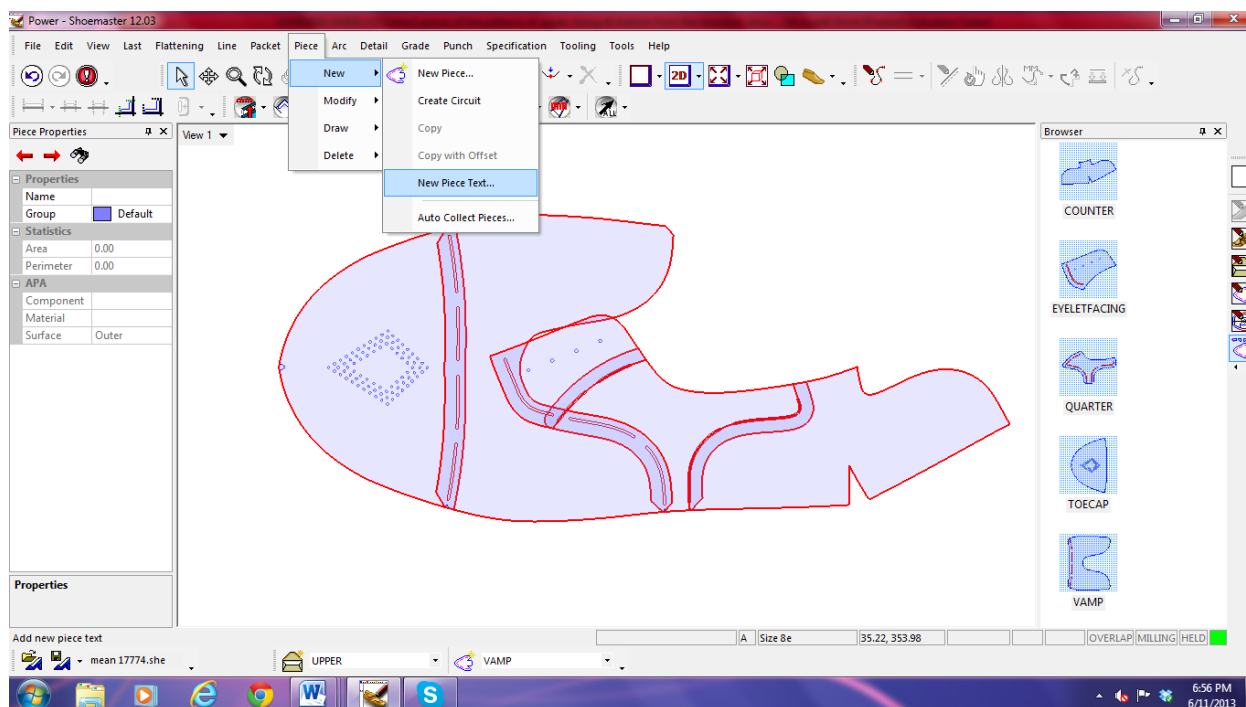 Power - Shoemaster 12.03
File Edit View Last Flattening Line Packet Piece Arc Detail Grade Punch Specification Tooling Tools Help
New
Modify
Draw
Delete
New Piece...
Create Circuit
Copy
Copy with Offset
New Piece Text...
Auto Collect Pieces...
2D
ALL
Piece Properties
Properties
Name
Group Default
Statistics
Area 0.00
Perimeter 0.00
APA
Component
Material
Surface Outer
Properties
View 1
Browser
COUNTER
EYELETFACING
QUARTER
TOECAP
VAMP
Add new piece text
A Size 8e 35.22, 353.98 OVERLAP MILLING HELD
mean 17774.she UPPER VAMP
6:56 PM
6/11/2013